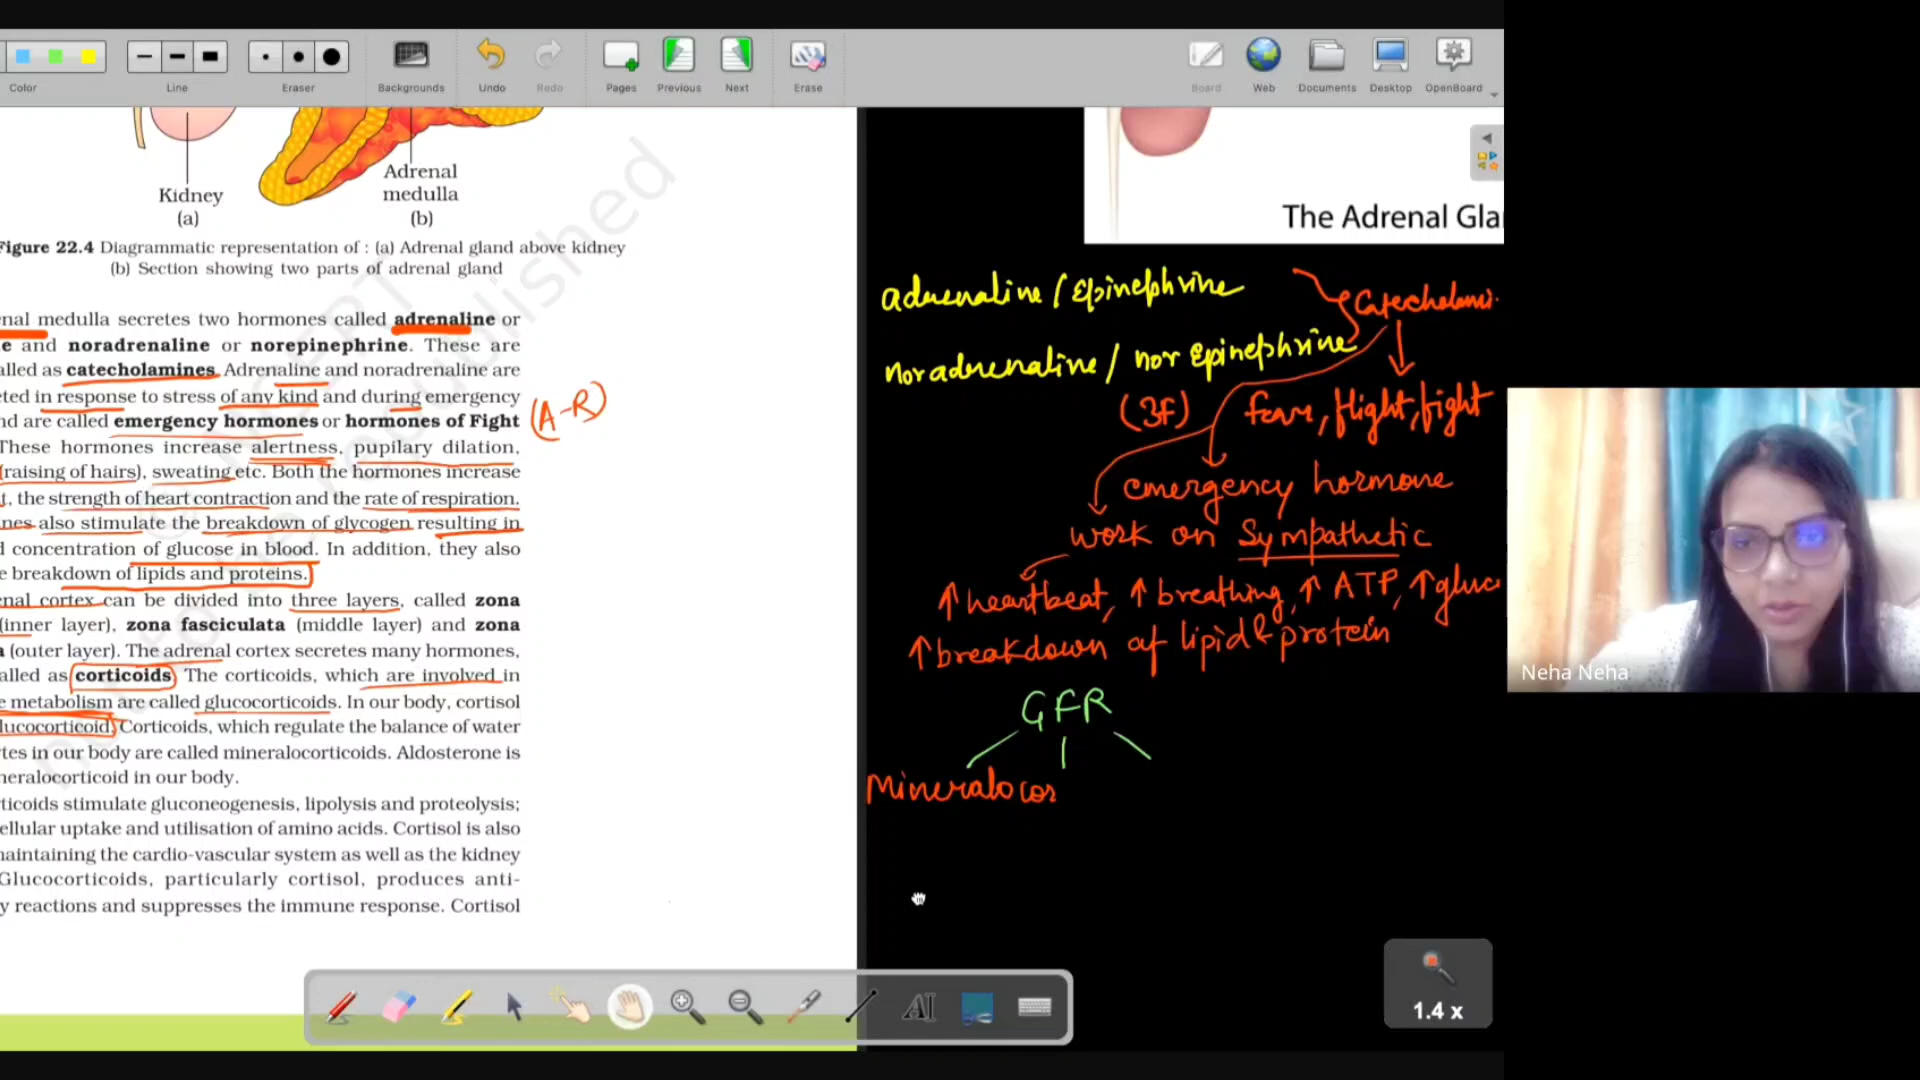 Color
Line
Eraser
Backgrounds
Undo
Redo
Pages
Previous
Next
Erase
Board
Web
Documents
Desktop
OpenBoard
Kidney
(a)
Adrenal
medulla
(b)
Figure 22.4 Diagrammatic representation of : (a) Adrenal gland above kidney
(b) Section showing two parts of adrenal gland
nal medulla secretes two hormones called adrenaline or
e and noradrenaline or norepinephrine. These are
alled as catecholamines. Adrenaline and noradrenaline are
eted in response to stress of any kind and during emergency
nd are called emergency hormones or hormones of Fight
(A-R)
These hormones increase alertness, pupilary dilation,
(raising of hairs), sweating etc. Both the hormones increase
t, the strength of heart contraction and the rate of respiration.
nes also stimulate the breakdown of glycogen resulting in
d concentration of glucose in blood. In addition, they also
e breakdown of lipids and proteins.
nal cortex can be divided into three layers, called zona
(inner layer), zona fasciculata (middle layer) and zona
a (outer layer). The adrenal cortex secretes many hormones,
alled as corticoids. The corticoids, which are involved in
e metabolism are called glucocorticoids. In our body, cortisol
lucocorticoid. Corticoids, which regulate the balance of water
tes in our body are called mineralocorticoids. Aldosterone is
neralocorticoid in our body.
ticoids stimulate gluconeogenesis, lipolysis and proteolysis;
ellular uptake and utilisation of amino acids. Cortisol is also
naintaining the cardio-vascular system as well as the kidney
Glucocorticoids, particularly cortisol, produces anti-
y reactions and suppresses the immune response. Cortisol
The Adrenal Gla
adrenaline / Epinephrine
Catecholami
noradrenaline / nor Epinephrine
(3F) fear, flight, fight
emergency hormone
work on Sympathetic
↑ heartbeat, ↑ breathing, ↑ ATP, ↑ gluc
↑ breakdown of lipid & protein
GFR
Mineralocor
Neha Neha
1.4 x